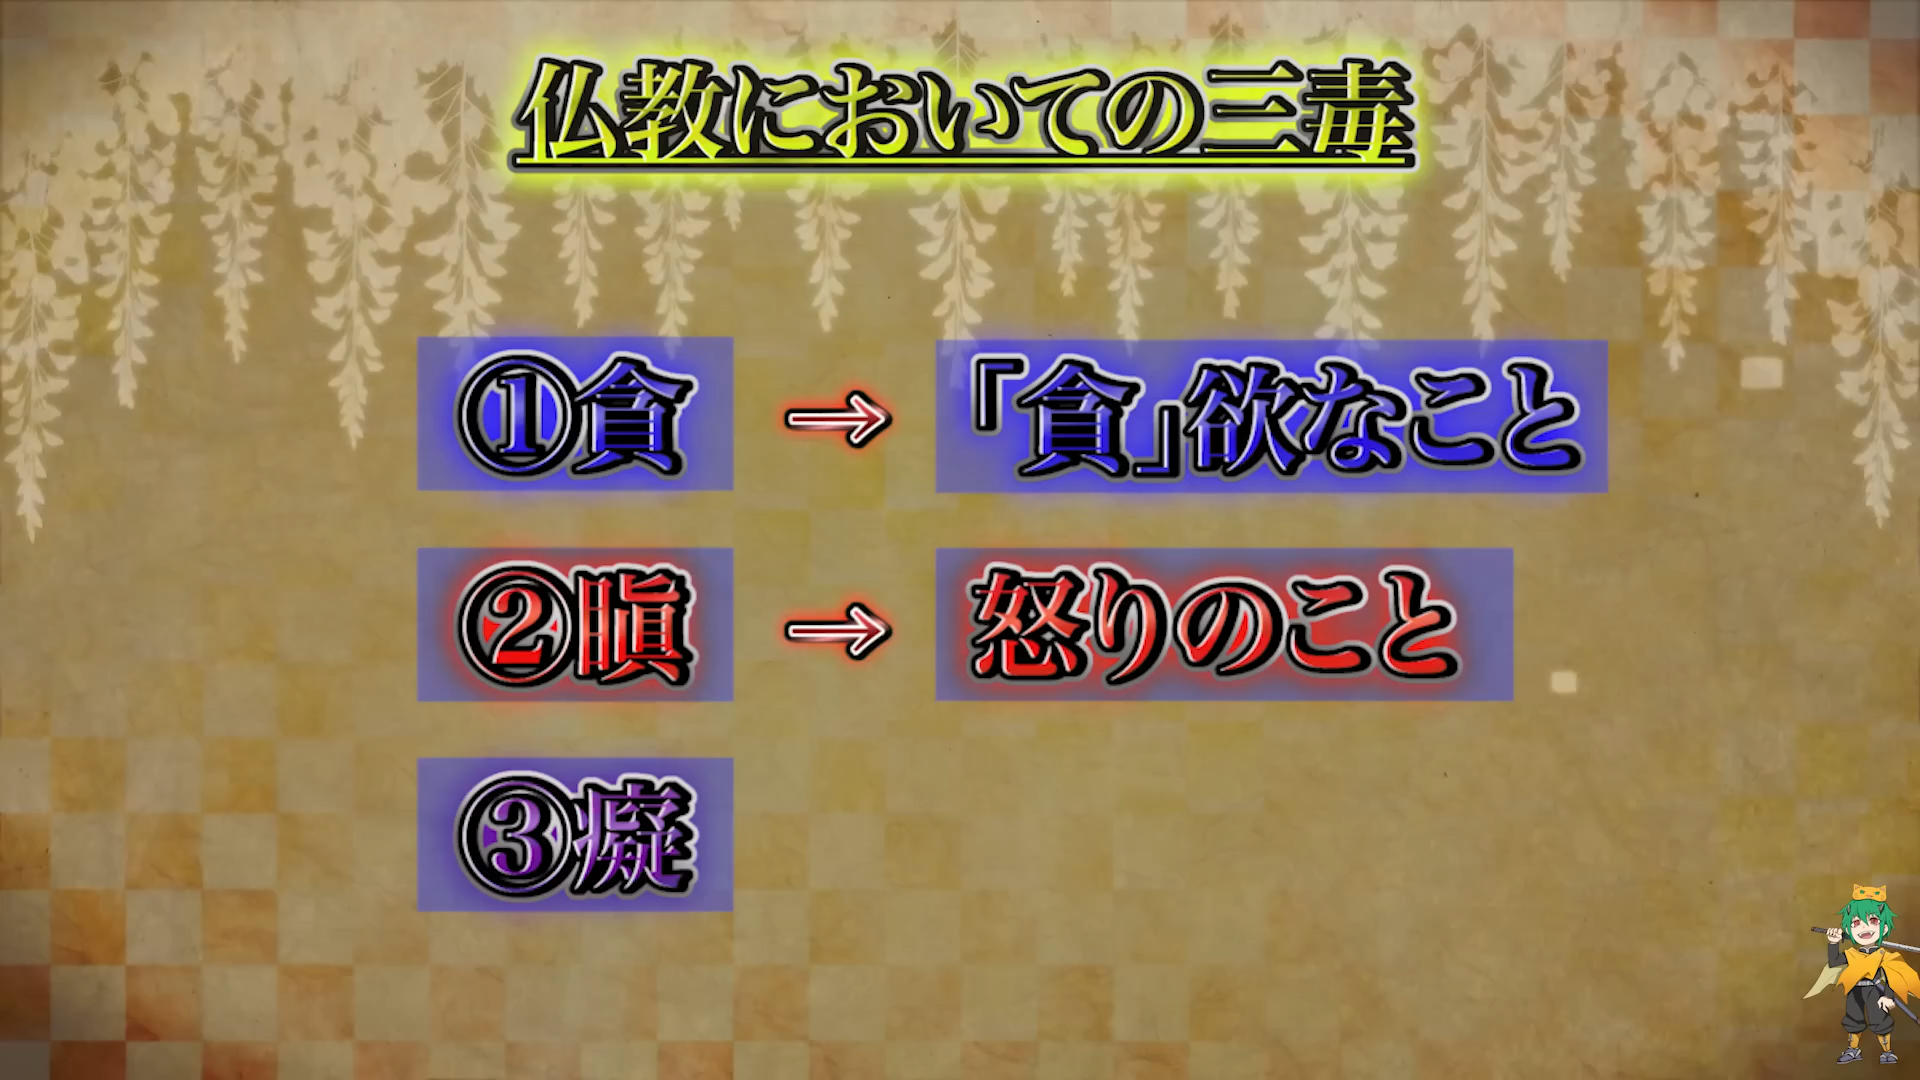 仏教においての三毒
①貪 → 「貪」欲なこと
②瞋 → 怒りのこと
③癡